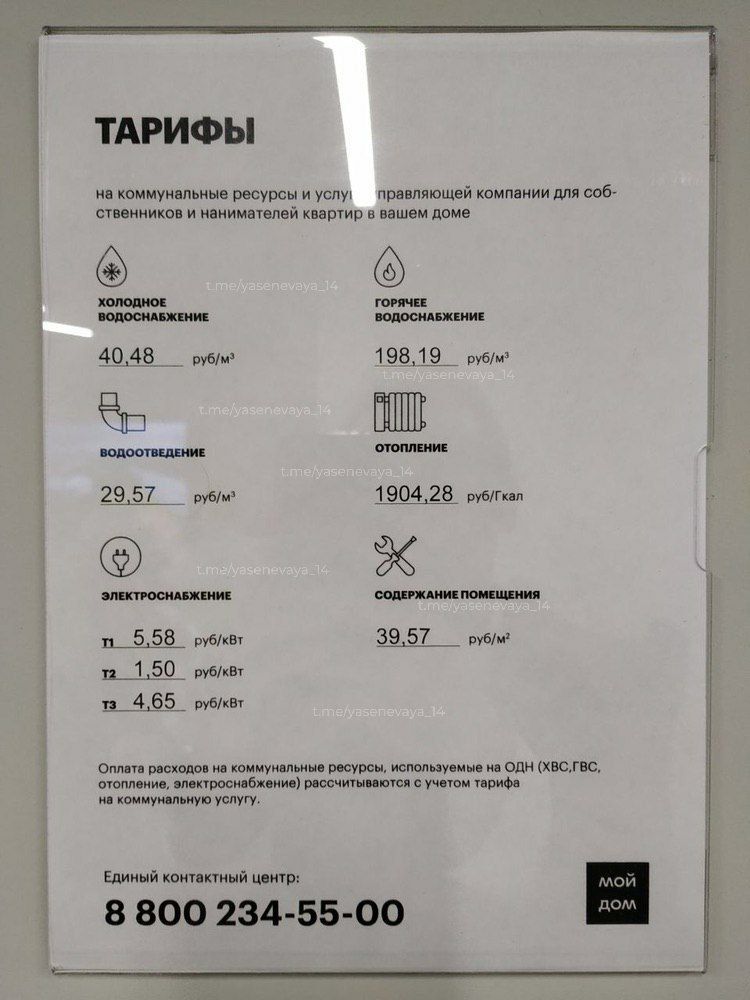 ТАРИФЫ
на коммунальные ресурсы и услуг управляющей компании для соб-
ственников и нанимателей квартир в вашем доме
t.me/yasenevaya_14
ХОЛОДНОЕ
ВОДОСНАБЖЕНИЕ
40,48 руб/м³
ГОРЯЧЕЕ
ВОДОСНАБЖЕНИЕ
198,19 руб/м³
t.me/yasenevaya_14
t.me/yasenevaya_14
ВОДООТВЕДЕНИЕ
29,57 руб/м³
ОТОПЛЕНИЕ
t.me/yasenevaya_14
1904,28 руб/Гкал
t.me/yasenevaya_14
ЭЛЕКТРОСНАБЖЕНИЕ
Т1 5,58 руб/кВт
Т2 1,50 руб/кВт
Т3 4,65 руб/кВт
СОДЕРЖАНИЕ ПОМЕЩЕНИЯ
t.me/yasenevaya_14
39,57 руб/м²
t.me/yasenevaya_14
Оплата расходов на коммунальные ресурсы, используемые на ОДН (ХВС,ГВС,
отопление, электроснабжение) рассчитываются с учетом тарифа
на коммунальную услугу.
Единый контактный центр:
8 800 234-55-00
мой
дом